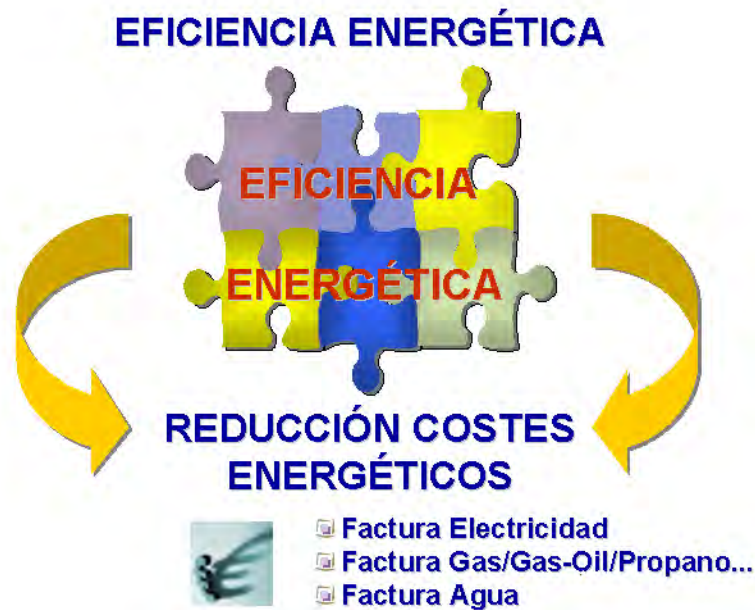 EFICIENCIA ENERGÉTICA
EFICIENCIA
ENERGÉTICA
REDUCCIÓN COSTES
ENERGÉTICOS
Factura Electricidad
Factura Gas/Gas-Oil/Propano...
Factura Agua